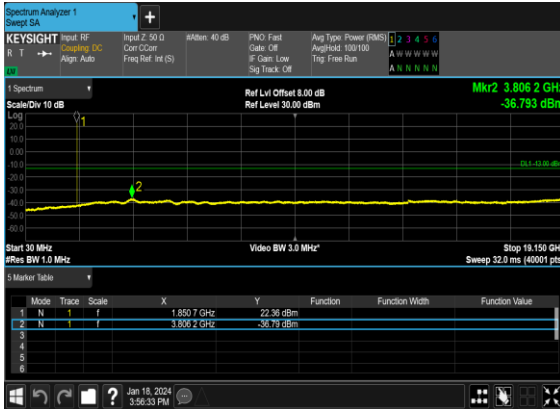 Spectrum Analyzer 1
Swept SA
+
KEYSIGHT Input: RF Input Z: 50 Ω #Atten: 40 dB PNO: Fast Avg Type: Power (RMS) 1 2 3 4 5 6
R T Coupling: DC Corr CCorr Gate: Off Avg|Hold: 100/100 A W W W W W
Align: Auto Freq Ref: Int (S) IF Gain: Low Trig: Free Run
Sig Track: Off A N N N N N
1 Spectrum Ref Lvl Offset 8.00 dB Mkr2 3.806 2 GHz
Scale/Div 10 dB Ref Level 30.00 dBm -36.793 dBm
Log
1
20.0
10.0
0.00
-10.0
DL1 -13.00 dBm
-20.0
-30.0
2
-40.0
-50.0
-60.0
Start 30 MHz Video BW 3.0 MHz* Stop 19.150 GHz
#Res BW 1.0 MHz Sweep 32.0 ms (40001 pts)
5 Marker Table
Mode Trace Scale X Y Function Function Width Function Value
1 N 1 f 1.850 7 GHz 22.36 dBm
2 N 1 f 3.806 2 GHz -36.79 dBm
3
4
5
6
? Jan 18, 2024
3:56:33 PM